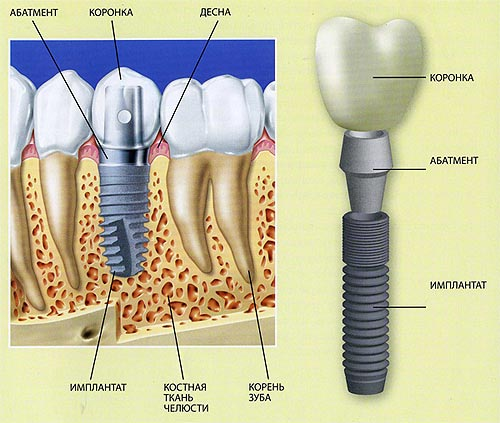 АБАТМЕНТ
КОРОНКА
ДЕСНА
КОРОНКА
АБАТМЕНТ
ИМПЛАНТАТ
ИМПЛАНТАТ
КОСТНАЯ
ТКАНЬ
ЧЕЛЮСТИ
КОРЕНЬ
ЗУБА